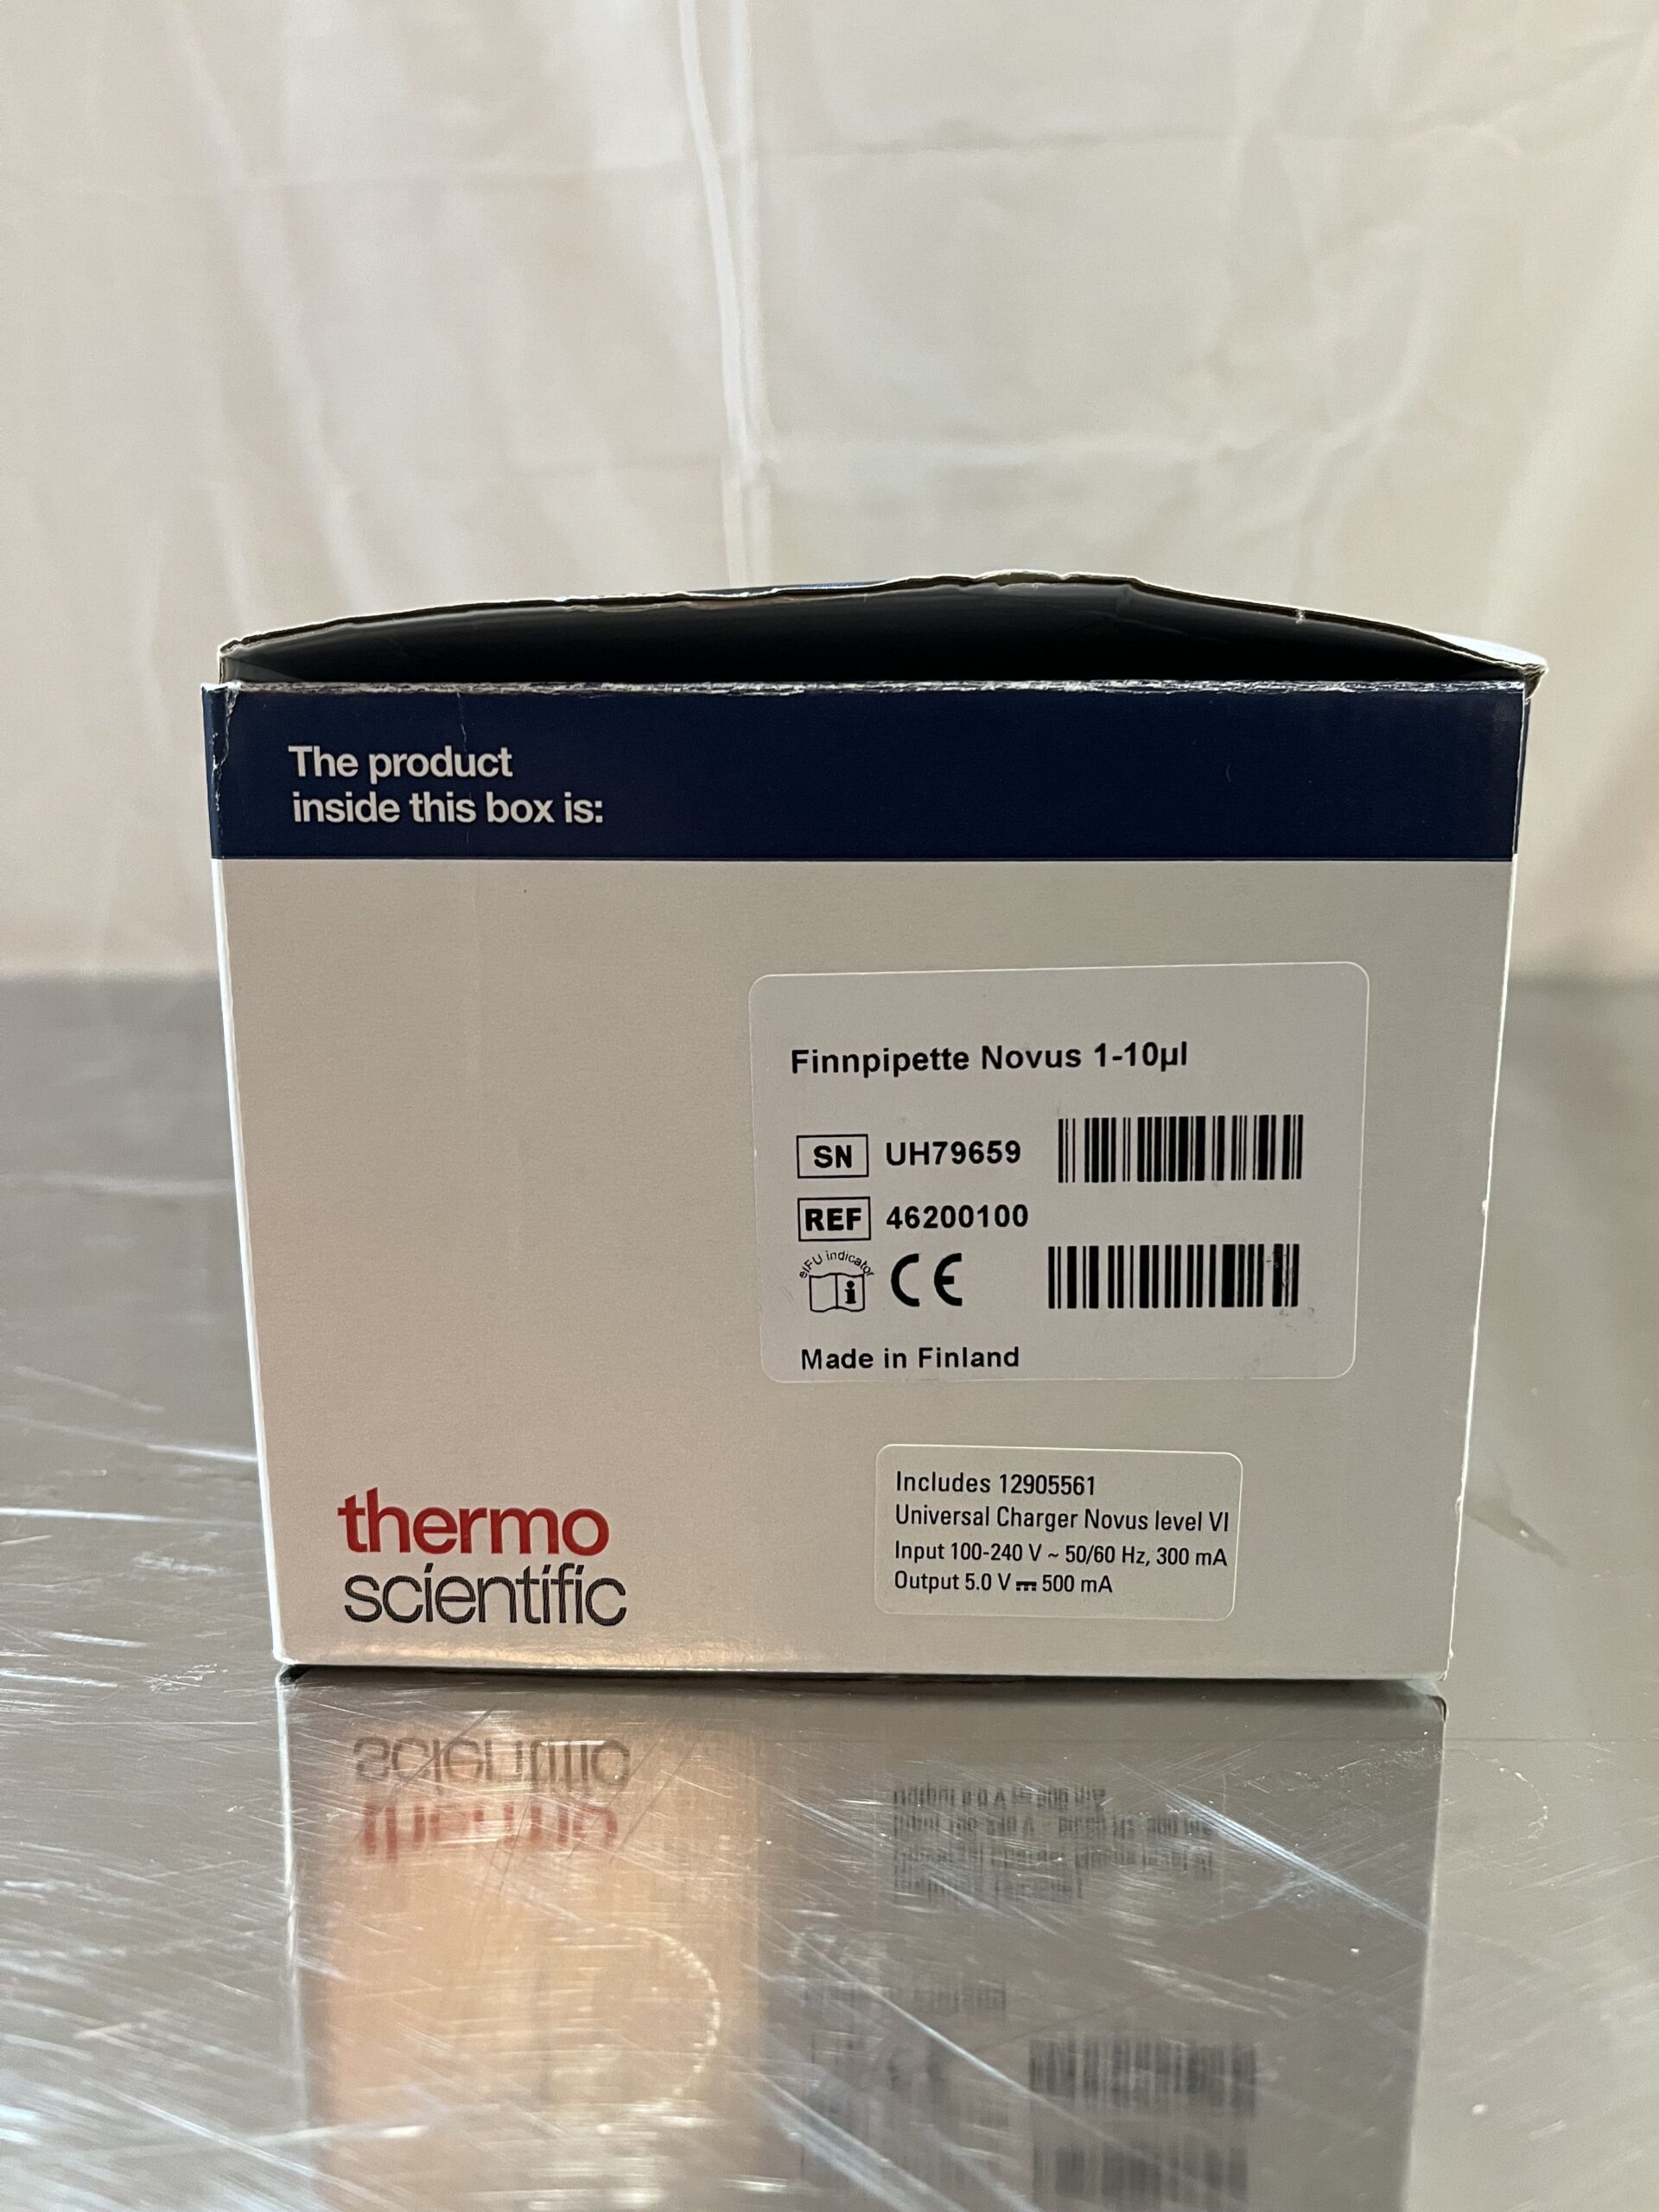 The product
inside this box is:
Finnpipette Novus 1-10µl
SN UH79659
REF 46200100
eIFU indicator
CE
Made in Finland
Includes 12905561
Universal Charger Novus level VI
Input 100-240 V ~ 50/60 Hz, 300 mA
Output 5.0 V ⎓ 500 mA
thermo
scientific